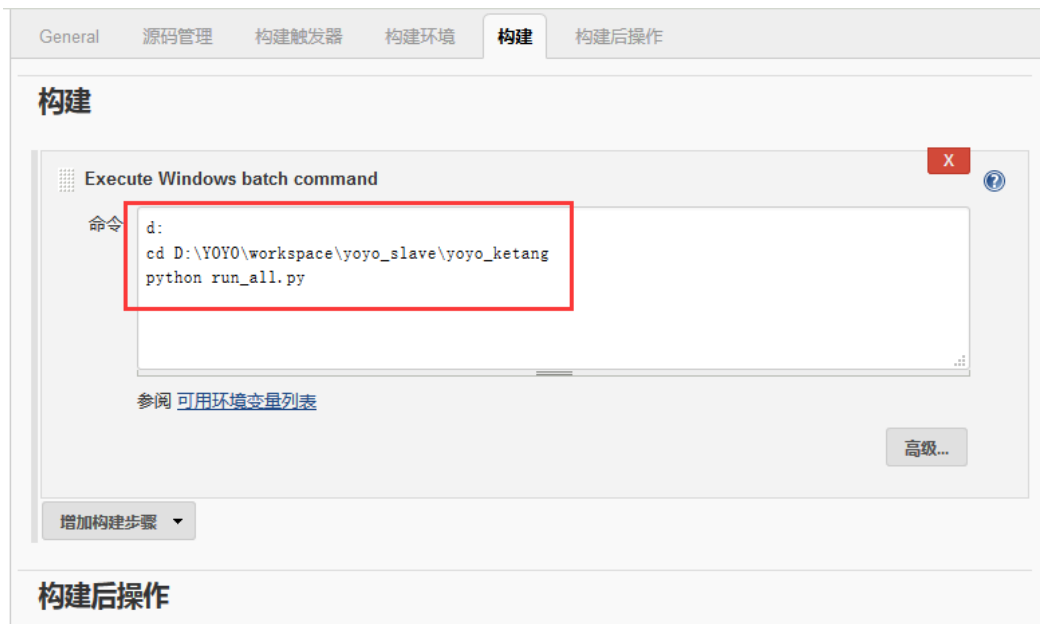 General 源码管理 构建触发器 构建环境 构建 构建后操作
构建
X
Execute Windows batch command
?
命令
d:
cd D:\YOYO\workspace\yoyo_slave\yoyo_ketang
python run_all.py
参阅 可用环境变量列表
高级...
增加构建步骤
构建后操作